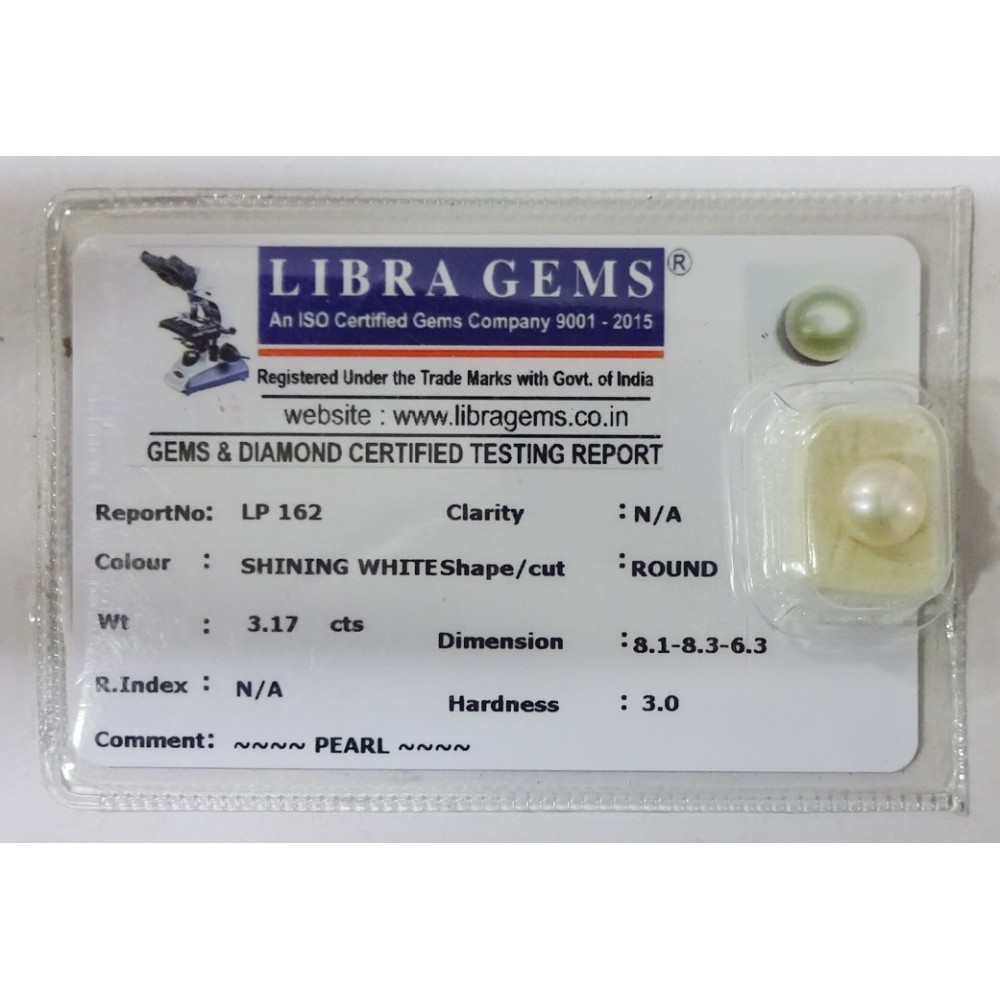 LIBRA GEMS ®
An ISO Certified Gems Company 9001 - 2015
Registered Under the Trade Marks with Govt. of India
website : www.libragems.co.in
GEMS & DIAMOND CERTIFIED TESTING REPORT
ReportNo: LP 162 Clarity : N/A
Colour : SHINING WHITE Shape/cut : ROUND
Wt : 3.17 cts Dimension : 8.1-8.3-6.3
R.Index : N/A Hardness : 3.0
Comment: ~~~~ PEARL ~~~~